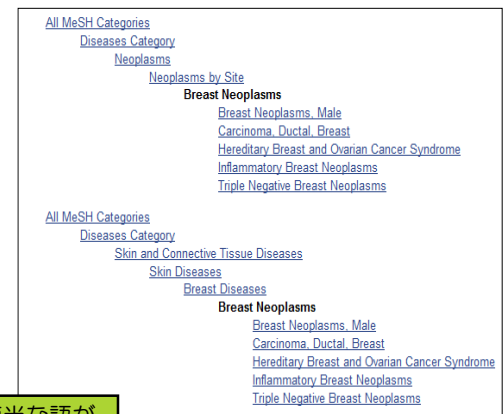 All MeSH Categories
Diseases Category
Neoplasms
Neoplasms by Site
Breast Neoplasms
Breast Neoplasms, Male
Carcinoma, Ductal, Breast
Hereditary Breast and Ovarian Cancer Syndrome
Inflammatory Breast Neoplasms
Triple Negative Breast Neoplasms
All MeSH Categories
Diseases Category
Skin and Connective Tissue Diseases
Skin Diseases
Breast Diseases
Breast Neoplasms
Breast Neoplasms, Male
Carcinoma, Ductal, Breast
Hereditary Breast and Ovarian Cancer Syndrome
Inflammatory Breast Neoplasms
Triple Negative Breast Neoplasms
な語が